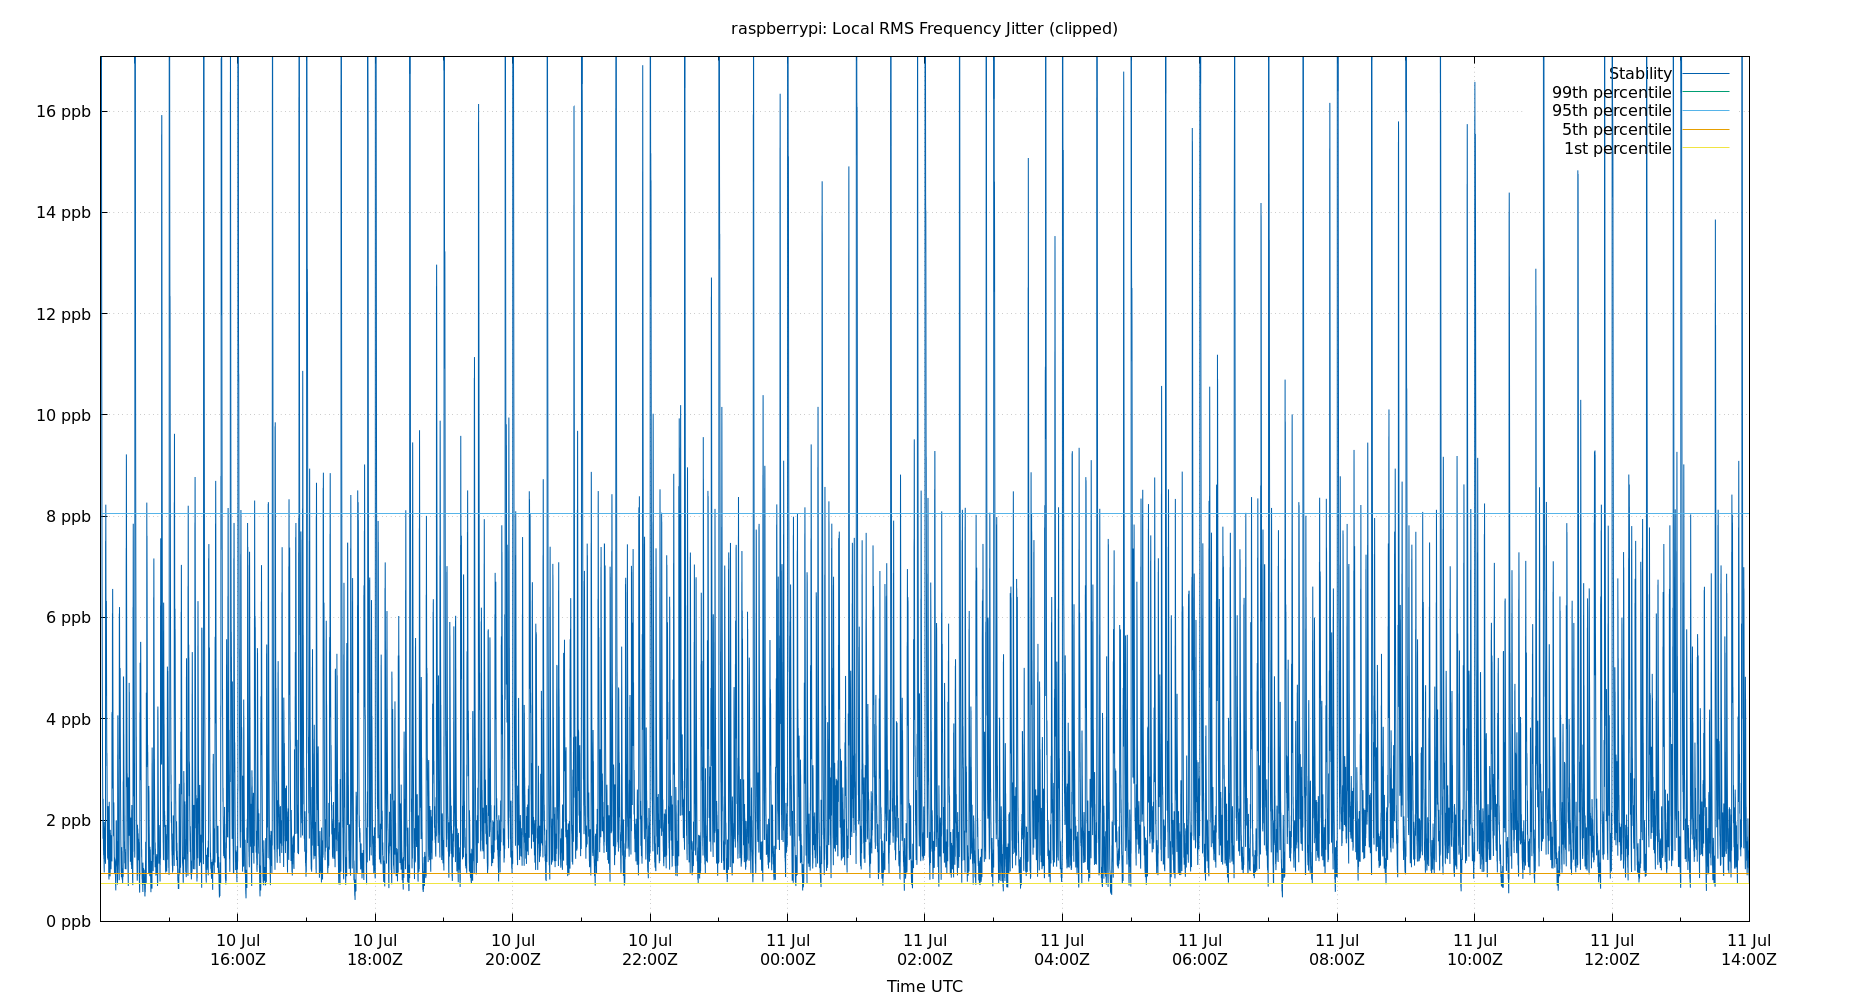 raspberrypi: Local RMS Frequency Jitter (clipped)
Stability
99th percentile
95th percentile
5th percentile
1st percentile
16 ppb
14 ppb
12 ppb
10 ppb
8 ppb
6 ppb
4 ppb
2 ppb
0 ppb
10 Jul 10 Jul 10 Jul 10 Jul 11 Jul 11 Jul 11 Jul 11 Jul 11 Jul 11 Jul 11 Jul 11 Jul
16:00Z 18:00Z 20:00Z 22:00Z 00:00Z 02:00Z 04:00Z 06:00Z 08:00Z 10:00Z 12:00Z 14:00Z
Time UTC